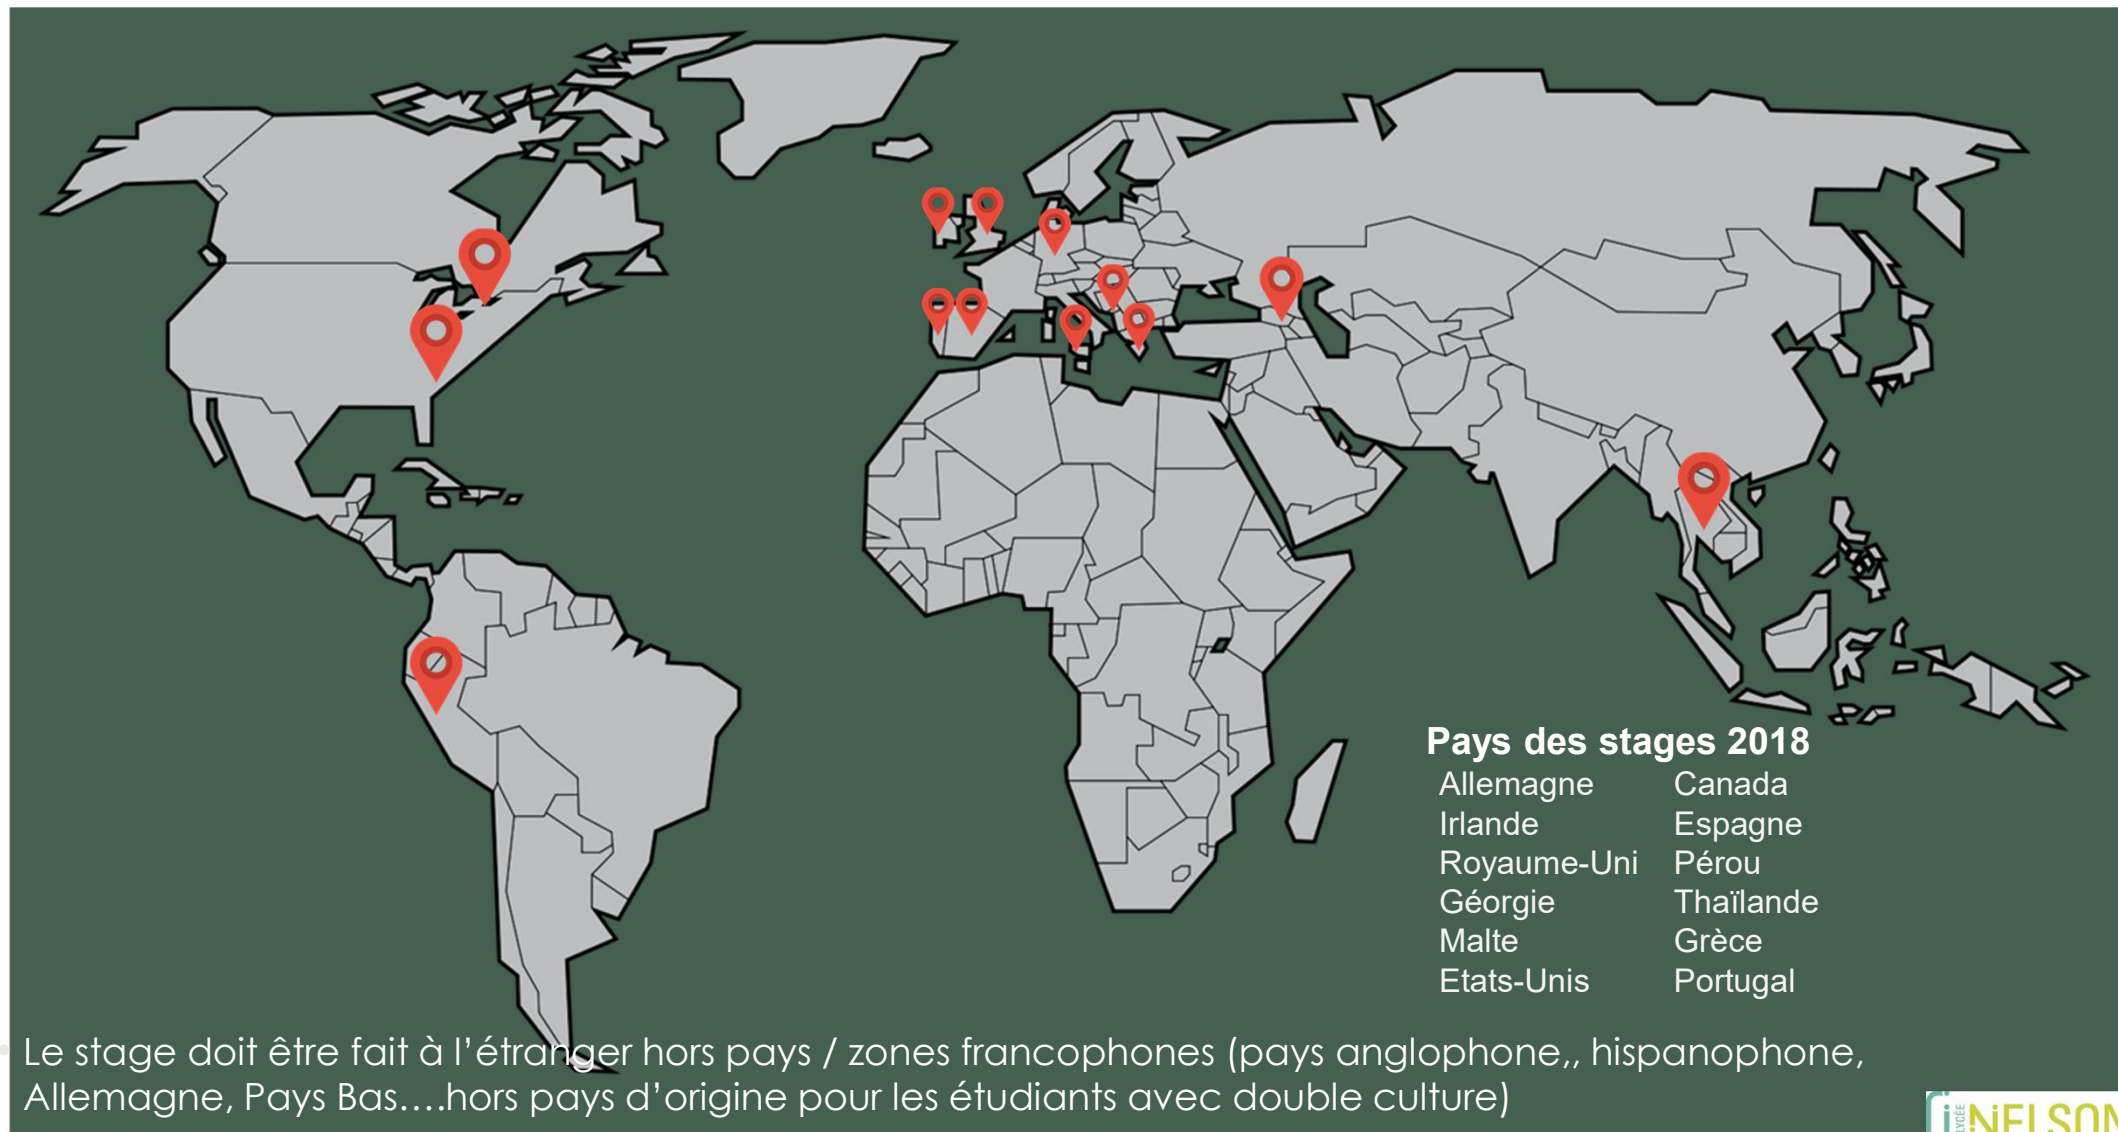 Pays des stages 2018
Allemagne Canada
Irlande Espagne
Royaume-Uni Pérou
Géorgie Thaïlande
Malte Grèce
Etats-Unis Portugal
Le stage doit être fait à l'étranger hors pays / zones francophones (pays anglophone,, hispanophone,
Allemagne, Pays Bas....hors pays d'origine pour les étudiants avec double culture)
LYCÉE NELSON